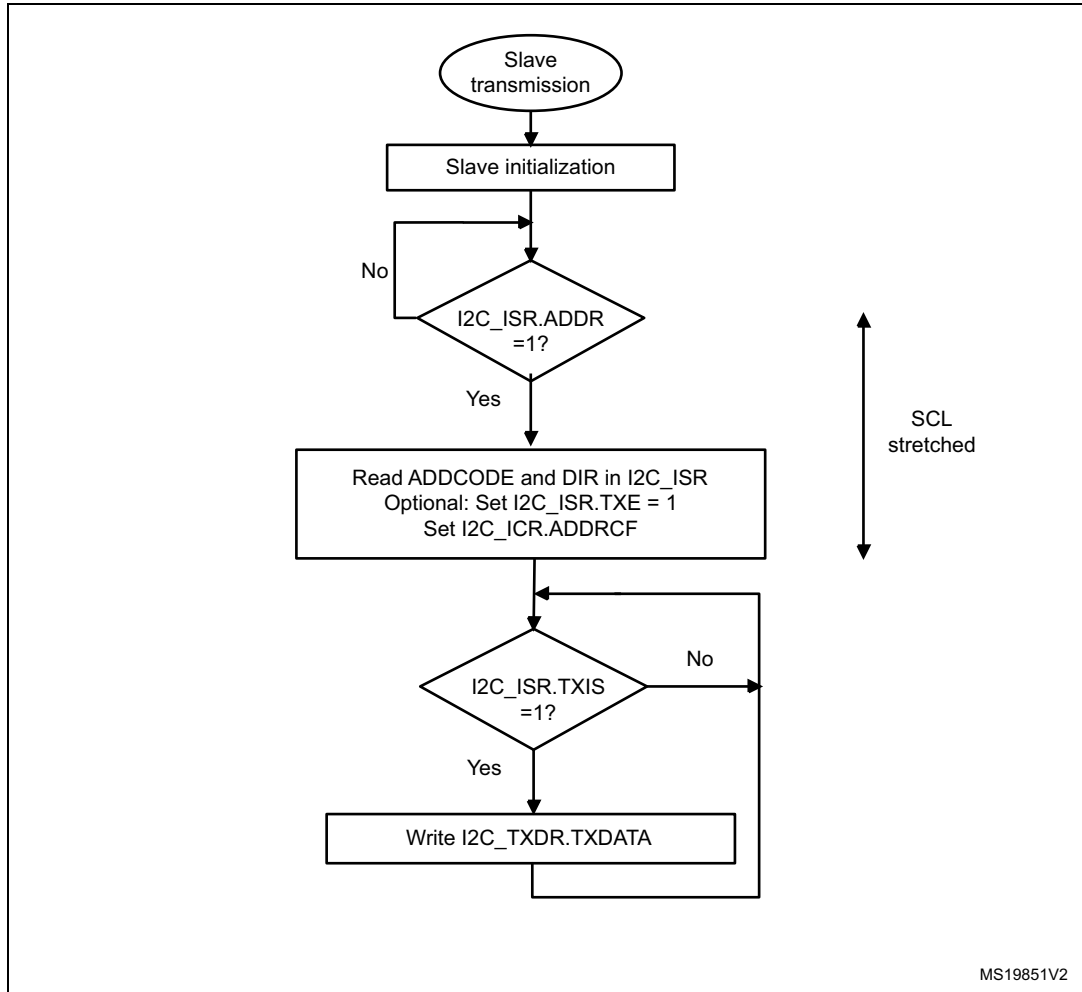 Slave
transmission
Slave initialization
No
I2C_ISR.ADDR
=1?
Yes
SCL
stretched
Read ADDCODE and DIR in I2C_ISR
Optional: Set I2C_ISR.TXE = 1
Set I2C_ICR.ADDRCF
No
I2C_ISR.TXIS
=1?
Yes
Write I2C_TXDR.TXDATA
MS19851V2